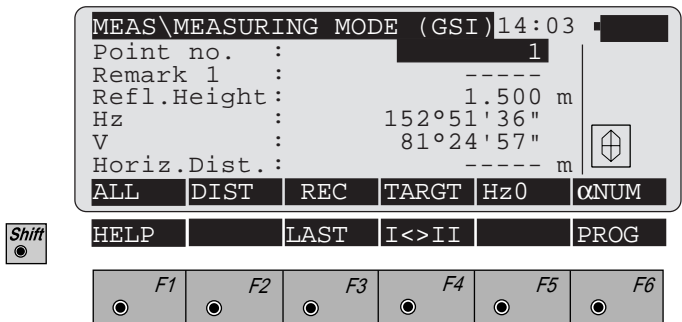 MEAS\MEASURING MODE (GSI)14:03
Point no. : 1
Remark 1 : -----
Refl.Height: 1.500 m
Hz : 152°51'36"
V : 81°24'57"
Horiz.Dist.: ----- m
ALL DIST REC TARGT Hz0 αNUM
Shift HELP LAST I<>II PROG
F1 F2 F3 F4 F5 F6